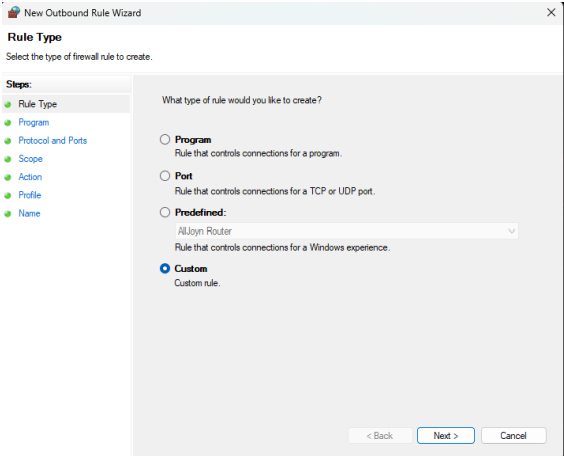 New Outbound Rule Wizard
Rule Type
Select the type of firewall rule to create.
Steps:
Rule Type
Program
Protocol and Ports
Scope
Action
Profile
Name
What type of rule would you like to create?
Program
Rule that controls connections for a program.
Port
Rule that controls connections for a TCP or UDP port.
Predefined:
AllJoyn Router
Rule that controls connections for a Windows experience.
Custom
Custom rule.
< Back Next > Cancel